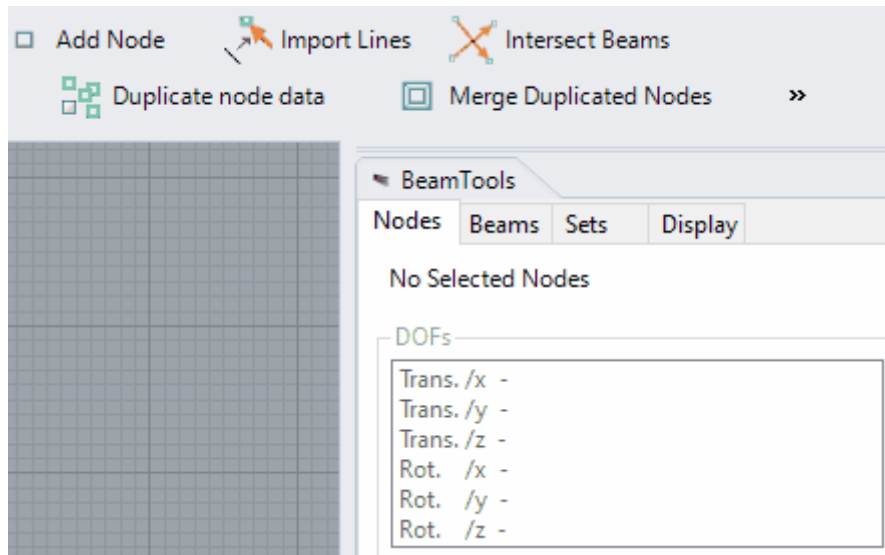 Add Node Import Lines Intersect Beams
Duplicate node data Merge Duplicated Nodes »
BeamTools
Nodes Beams Sets Display
No Selected Nodes
DOFs
Trans. /x -
Trans. /y -
Trans. /z -
Rot. /x -
Rot. /y -
Rot. /z -